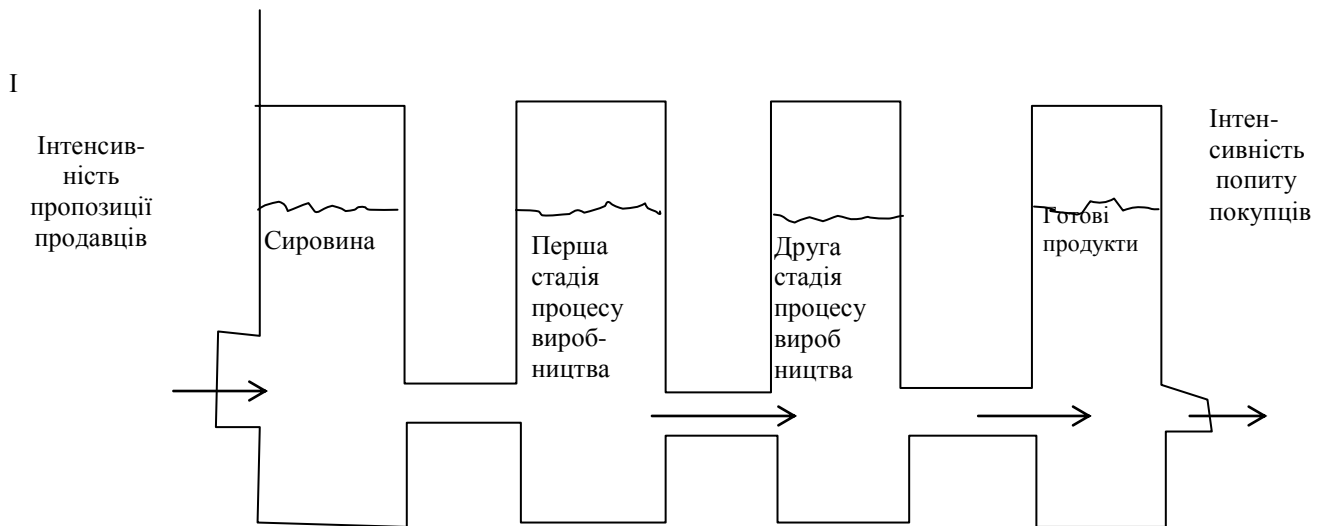 І
Інтенсив-
ність
пропозиції
продавців
Сировина
Перша
стадія
процесу
вироб-
ництва
Друга
стадія
процесу
вироб
ництва
Готові
продукти
Інтен-
сивність
попиту
покупців